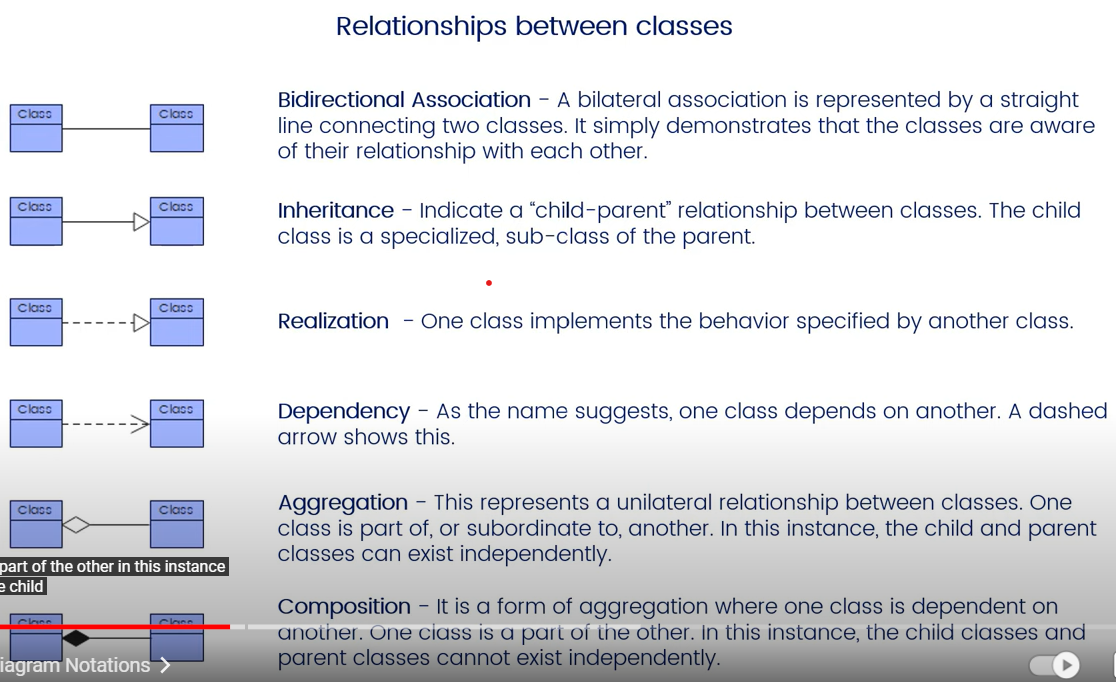 Relationships between classes
Class Class
Bidirectional Association - A bilateral association is represented by a straight
line connecting two classes. It simply demonstrates that the classes are aware
of their relationship with each other.
Class Class
Inheritance - Indicate a “child-parent” relationship between classes. The child
class is a specialized, sub-class of the parent.
Class Class
Realization - One class implements the behavior specified by another class.
Class Class
Dependency - As the name suggests, one class depends on another. A dashed
arrow shows this.
Class Class
Aggregation - This represents a unilateral relationship between classes. One
class is part of, or subordinate to, another. In this instance, the child and parent
classes can exist independently.
part of the other in this instance
e child
Class Class
Composition - It is a form of aggregation where one class is dependent on
another. One class is a part of the other. In this instance, the child classes and
parent classes cannot exist independently.
iagram Notations